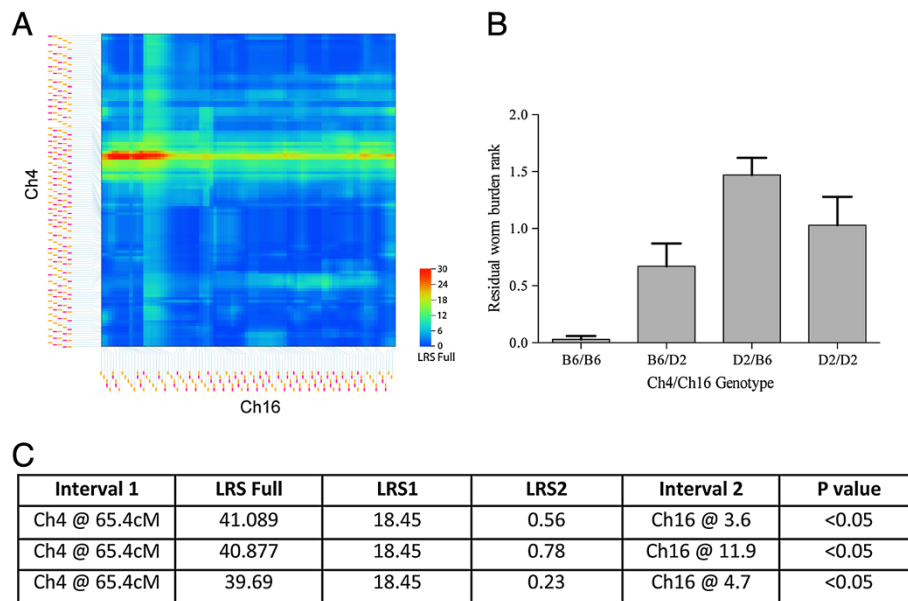 A
Ch4
30
24
18
12
6
0
LRS Full
Ch16
B
Residual worm burden rank
2.0
1.5
1.0
0.5
0.0
B6/B6 B6/D2 D2/B6 D2/D2
Ch4/Ch16 Genotype
C
Interval 1 LRS Full LRS1 LRS2 Interval 2 P value
Ch4 @ 65.4cM 41.089 18.45 0.56 Ch16 @ 3.6 <0.05
Ch4 @ 65.4cM 40.877 18.45 0.78 Ch16 @ 11.9 <0.05
Ch4 @ 65.4cM 39.69 18.45 0.23 Ch16 @ 4.7 <0.05